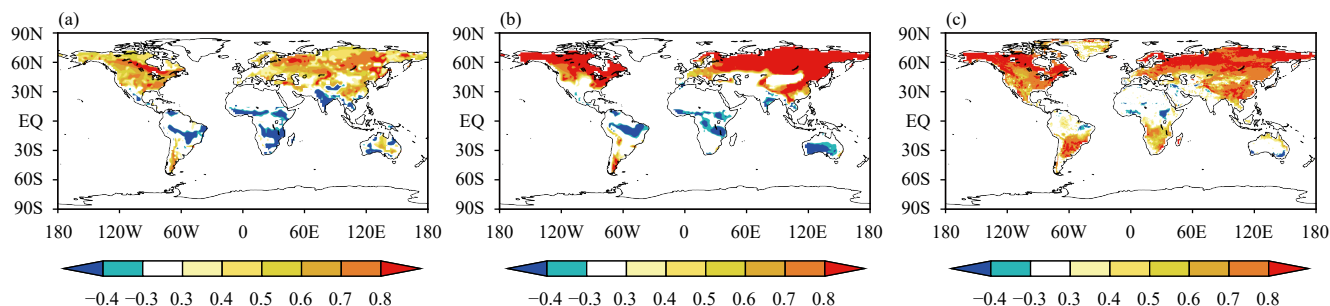 (a) (b) (c)
90N 90N 90N
60N 60N 60N
30N 30N 30N
EQ EQ EQ
30S 30S 30S
60S 60S 60S
90S 90S 90S
180 120W 60W 0 60E 120E 180 180 120W 60W 0 60E 120E 180 180 120W 60W 0 60E 120E 180
−0.4 −0.3 0.3 0.4 0.5 0.6 0.7 0.8 −0.4 −0.3 0.3 0.4 0.5 0.6 0.7 0.8 −0.4 −0.3 0.3 0.4 0.5 0.6 0.7 0.8